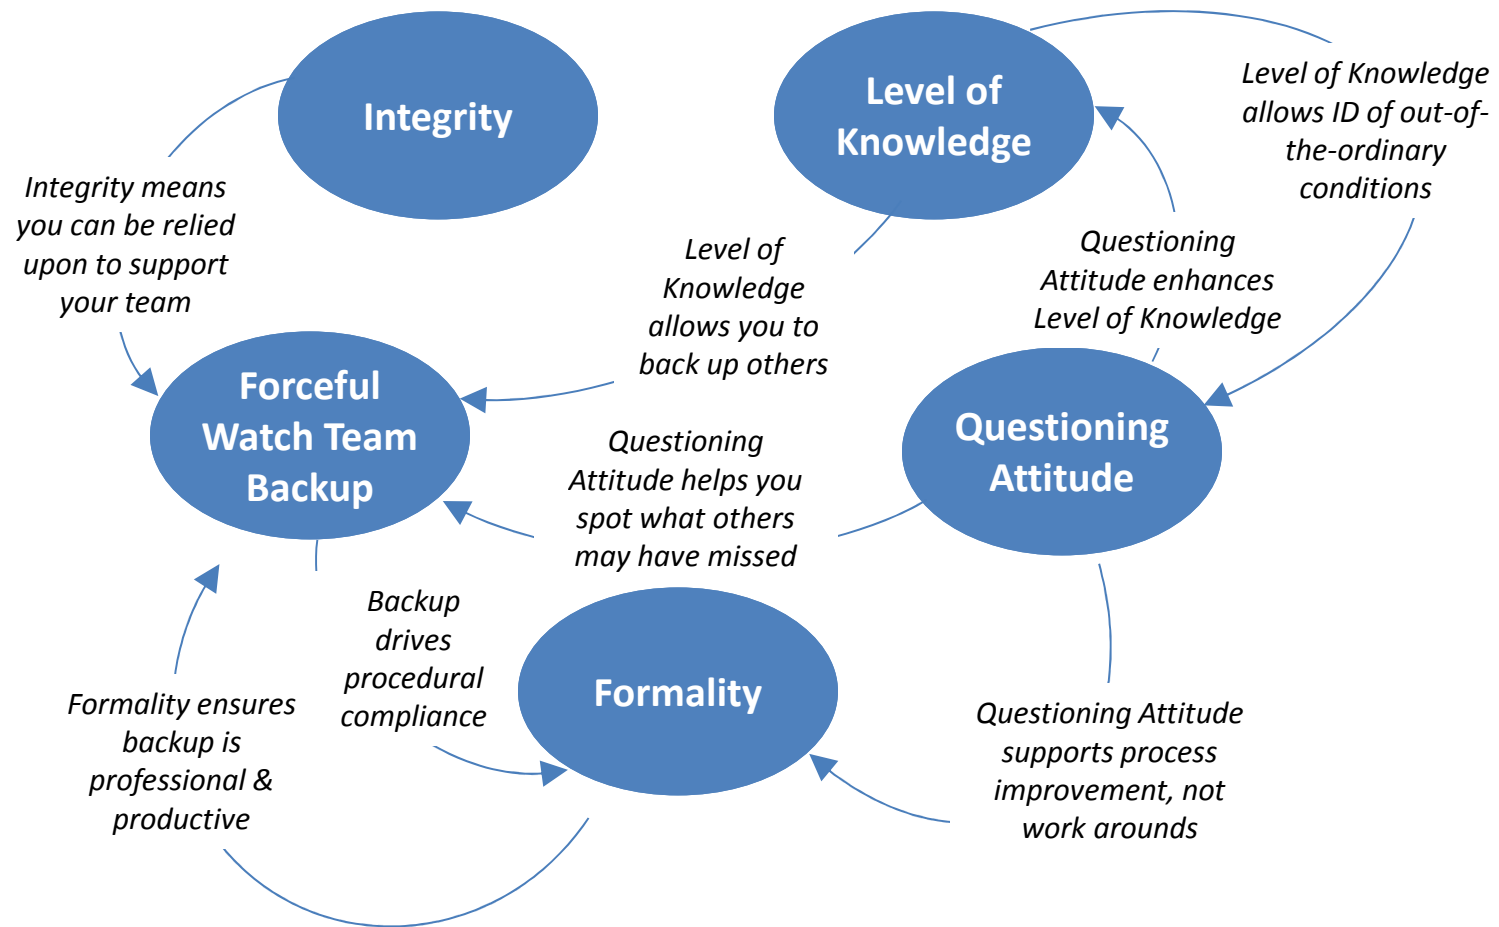 Integrity
Level of
Knowledge
Level of Knowledge
allows ID of out-of-
the-ordinary
conditions
Integrity means
you can be relied
upon to support
your team
Level of
Knowledge
allows you to
back up others
Questioning
Attitude enhances
Level of Knowledge
Forceful
Watch Team
Backup
Questioning
Attitude helps you
spot what others
may have missed
Questioning
Attitude
Backup
drives
procedural
compliance
Formality
Formality ensures
backup is
professional &
productive
Questioning Attitude
supports process
improvement, not
work arounds